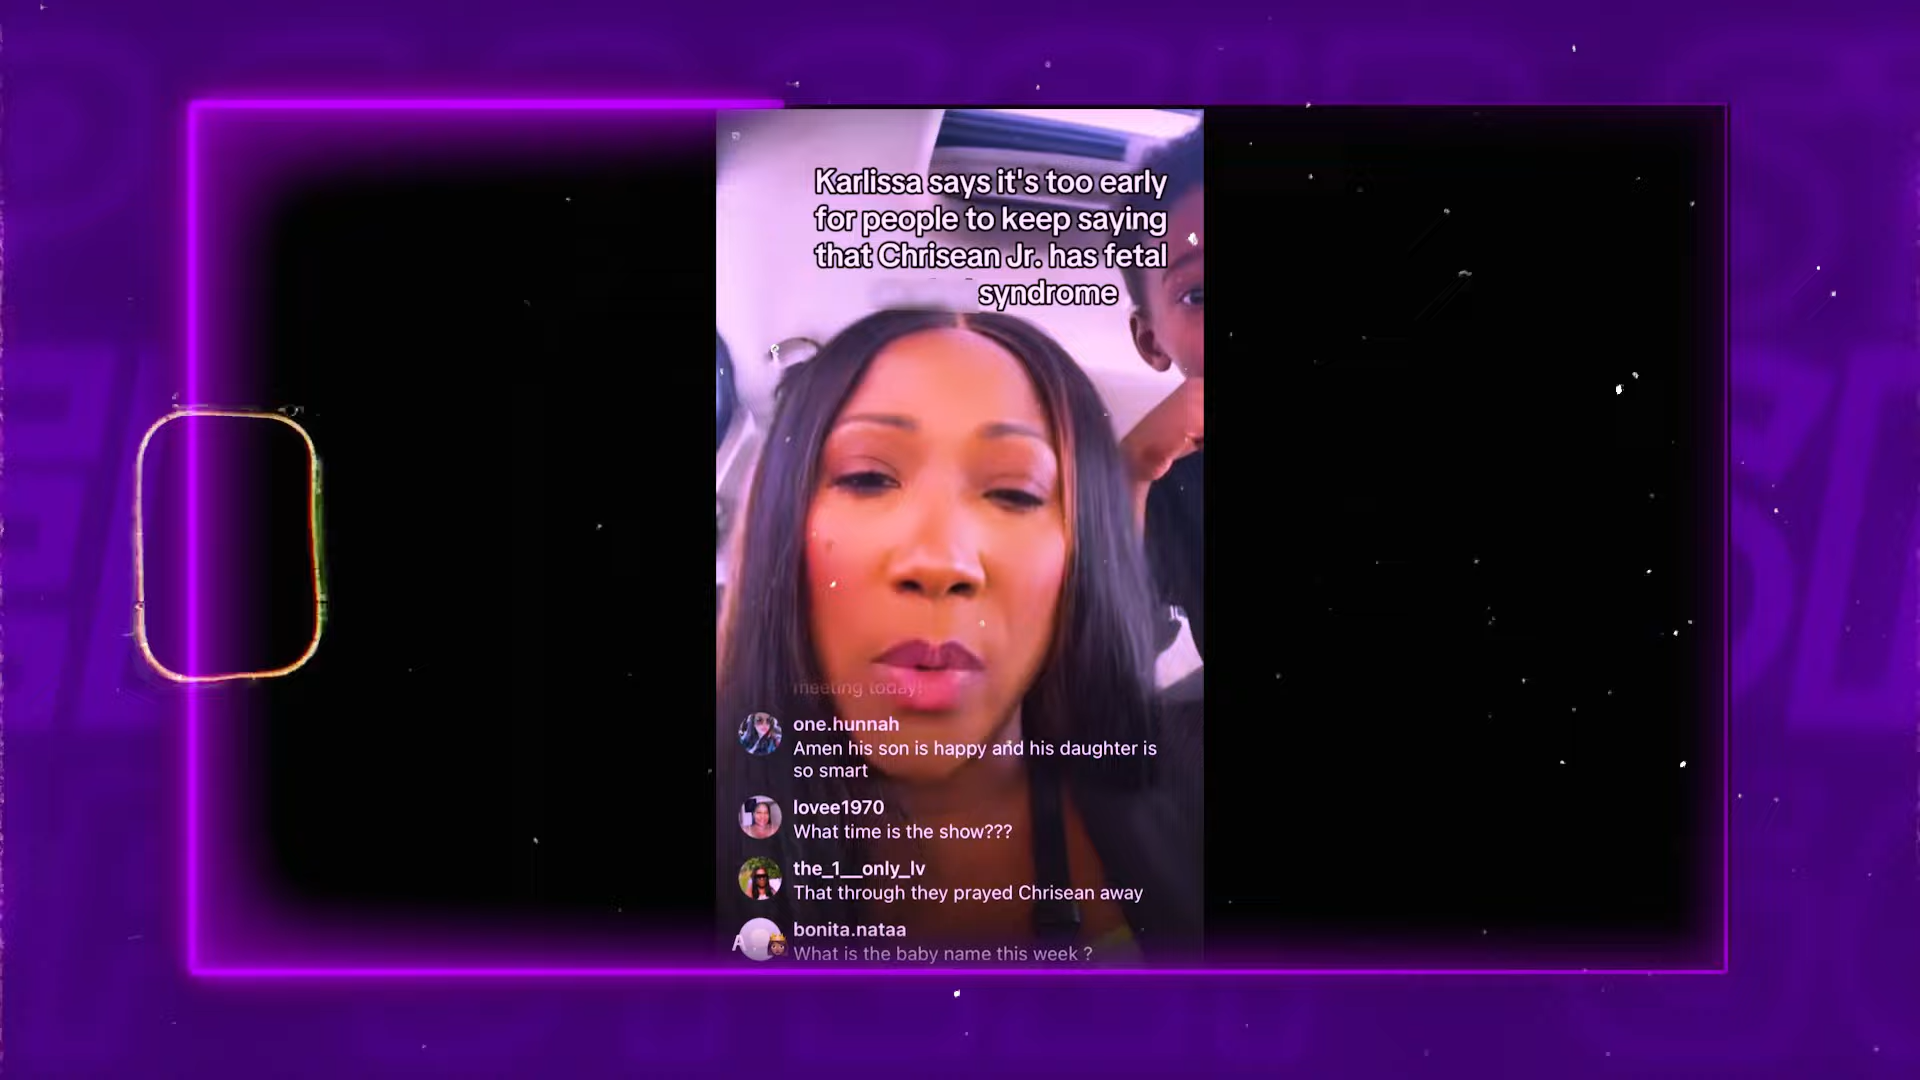 Karlissa says it's too early
for people to keep saying
that Chrisean Jr. has fetal
syndrome
meeting today!
one.hunnah
Amen his son is happy and his daughter is
so smart
lovee1970
What time is the show???
the_1__only_lv
That through they prayed Chrisean away
bonita.nataa
What is the baby name this week ?